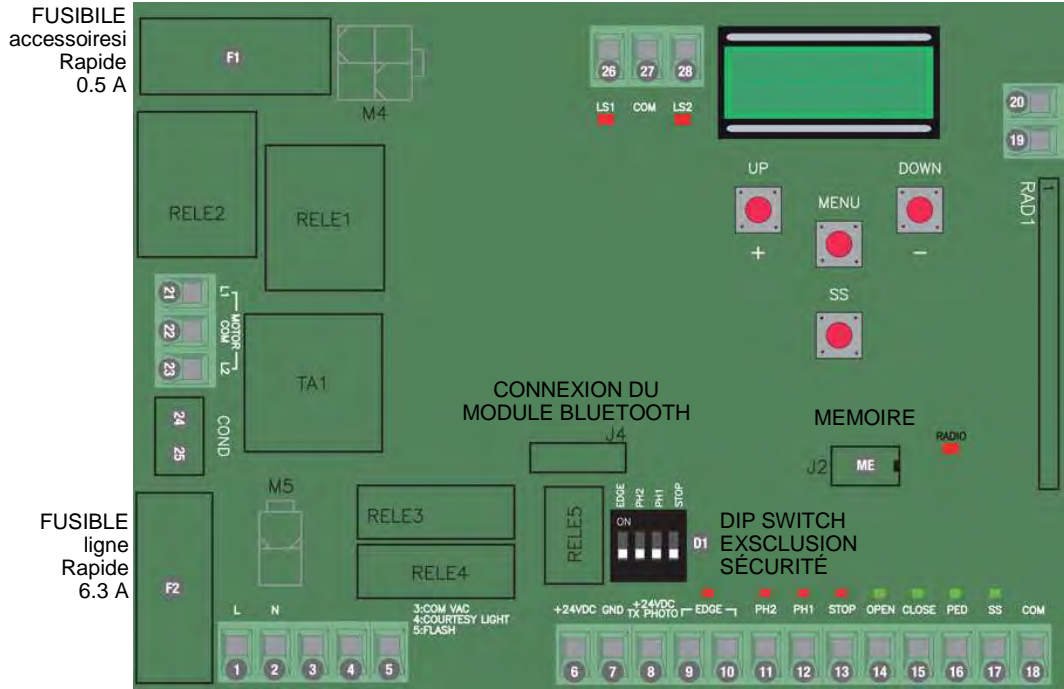 FUSIBILE
accessoiresi
Rapide
0.5 A
F1
M4
26 27 28
LS1 COM LS2
20
19
RAD1
1
UP
DOWN
MENU
+
−
SS
RELE2
RELE1
21
22
23
L1
MOTOR
COM
L2
TA1
24
25
COND
CONNEXION DU
MODULE BLUETOOTH
J4
MEMOIRE
RADIO
J2
ME
M5
RELE3
RELE4
RELE5
EDGE
PH2
PH1
STOP
ON
D1
DIP SWITCH
EXSCLUSION
SÉCURITÉ
FUSIBLE
ligne
Rapide
6.3 A
F2
L N
3:COM VAC
4:COURTESY LIGHT
5:FLASH
+24VDC GND +24VDC
TX PHOTO
EDGE PH2 PH1 STOP OPEN CLOSE PED SS COM
1 2 3 4 5
6 7 8 9 10 11 12 13 14 15 16 17 18